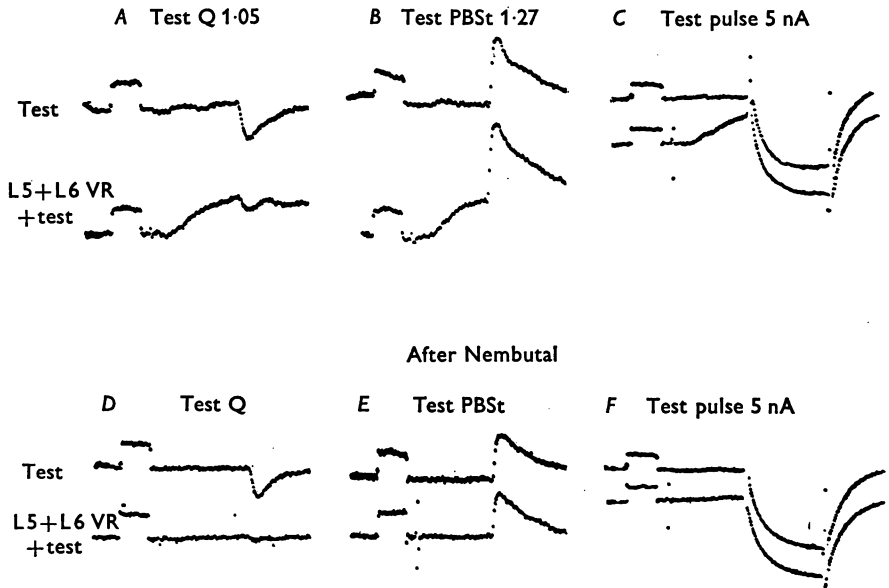 A Test Q 1·05
B Test PBSt 1·27
C Test pulse 5 nA
Test
L5+L6 VR
+test
After Nembutal
D Test Q
E Test PBSt
F Test pulse 5 nA
Test
L5+L6 VR
+test